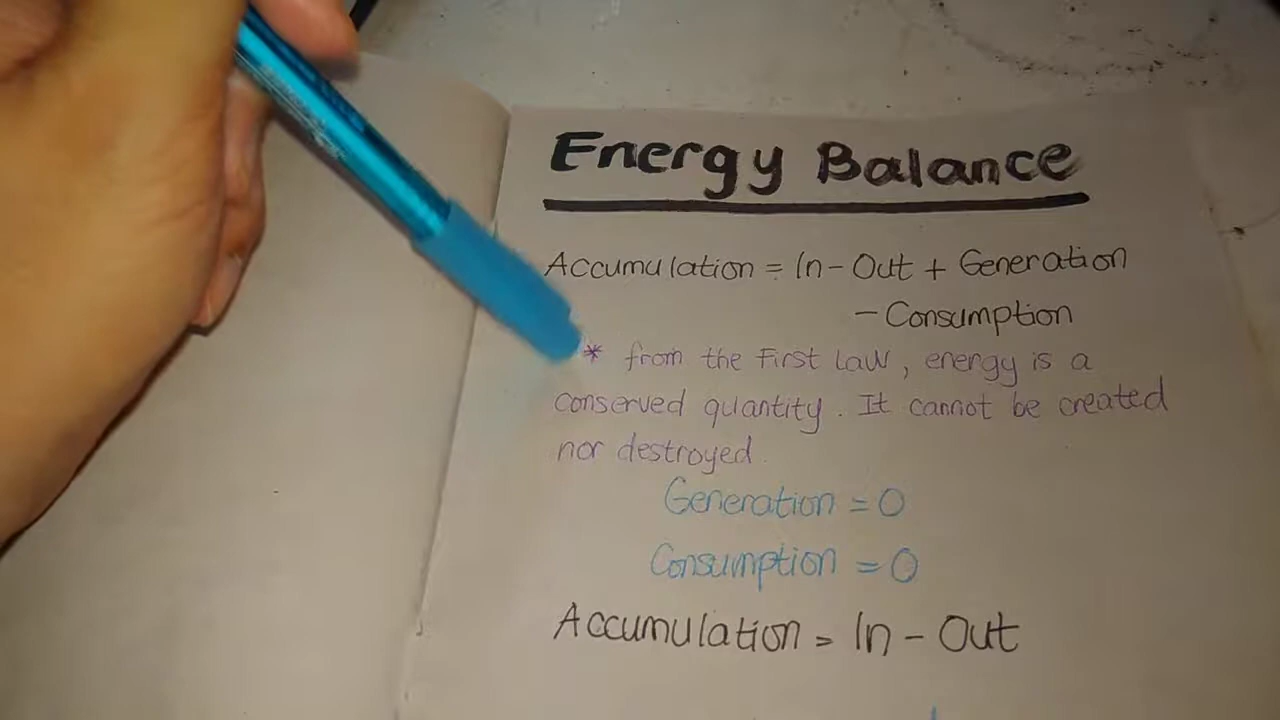 Energy Balance
Accumulation = In - Out + Generation
- Consumption
* from the First law, energy is a
conserved quantity. It cannot be created
nor destroyed.
Generation = 0
Consumption = 0
Accumulation = In - Out